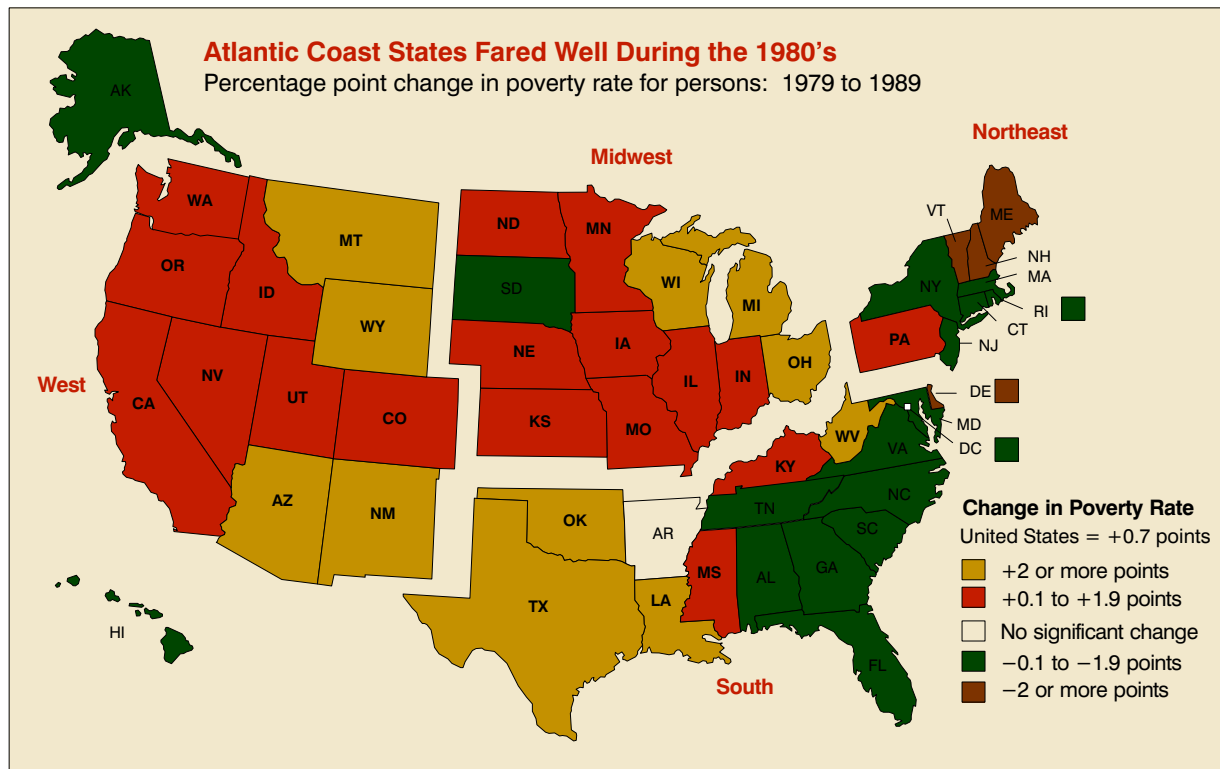 Atlantic Coast States Fared Well During the 1980's
Percentage point change in poverty rate for persons: 1979 to 1989
AK
Northeast
Midwest
WA
MT
ND
MN
VT
ME
OR
ID
SD
WI
MI
NY
NH
MA
RI
CT
WY
NE
IA
OH
PA
NJ
West
NV
UT
CO
CA
KS
MO
IL
IN
DE
MD
DC
WV
VA
KY
AZ
NM
OK
AR
TN
NC
SC
MS
AL
GA
TX
LA
HI
FL
South
Change in Poverty Rate
United States = +0.7 points
+2 or more points
+0.1 to +1.9 points
No significant change
−0.1 to −1.9 points
−2 or more points